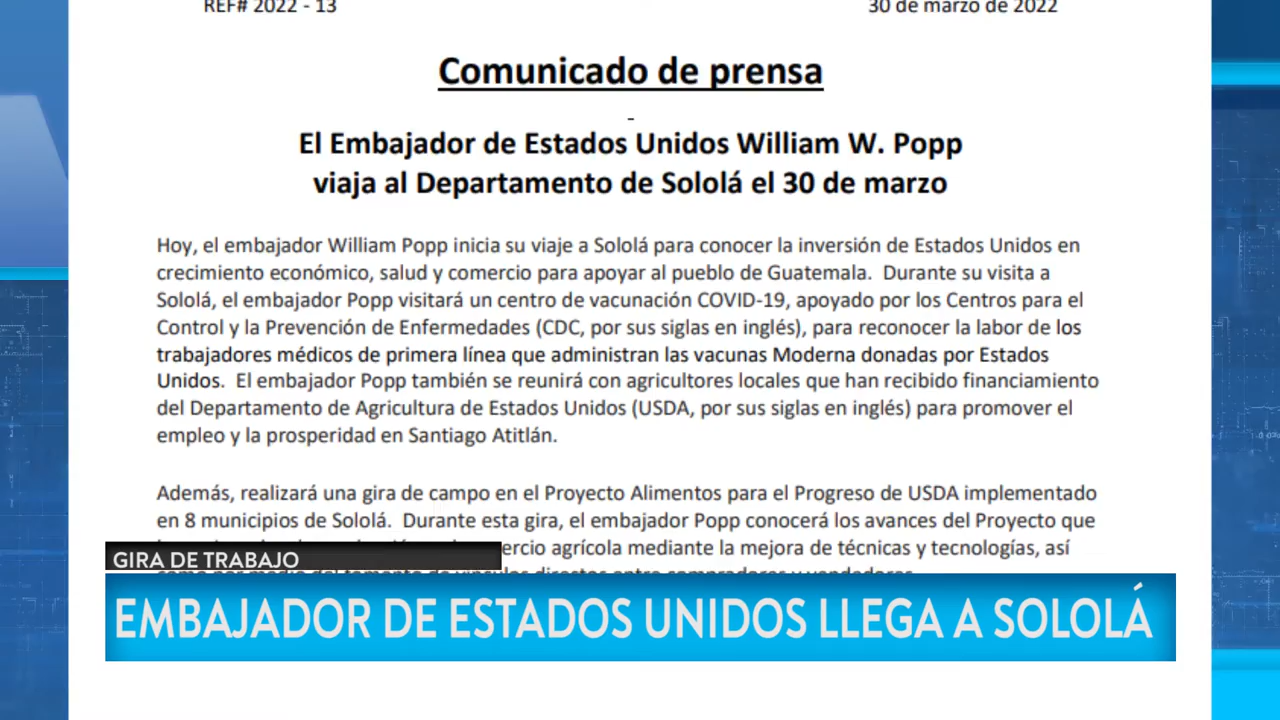 REF# 2022 - 13 30 de marzo de 2022
Comunicado de prensa
El Embajador de Estados Unidos William W. Popp
viaja al Departamento de Sololá el 30 de marzo
Hoy, el embajador William Popp inicia su viaje a Sololá para conocer la inversión de Estados Unidos en
crecimiento económico, salud y comercio para apoyar al pueblo de Guatemala. Durante su visita a
Sololá, el embajador Popp visitará un centro de vacunación COVID-19, apoyado por los Centros para el
Control y la Prevención de Enfermedades (CDC, por sus siglas en inglés), para reconocer la labor de los
trabajadores médicos de primera línea que administran las vacunas Moderna donadas por Estados
Unidos. El embajador Popp también se reunirá con agricultores locales que han recibido financiamiento
del Departamento de Agricultura de Estados Unidos (USDA, por sus siglas en inglés) para promover el
empleo y la prosperidad en Santiago Atitlán.
Además, realizará una gira de campo en el Proyecto Alimentos para el Progreso de USDA implementado
en 8 municipios de Sololá. Durante esta gira, el embajador Popp conocerá los avances del Proyecto que
agrícola mediante la mejora de técnicas y tecnologías, así
GIRA DE TRABAJO
EMBAJADOR DE ESTADOS UNIDOS LLEGA A SOLOLÁ